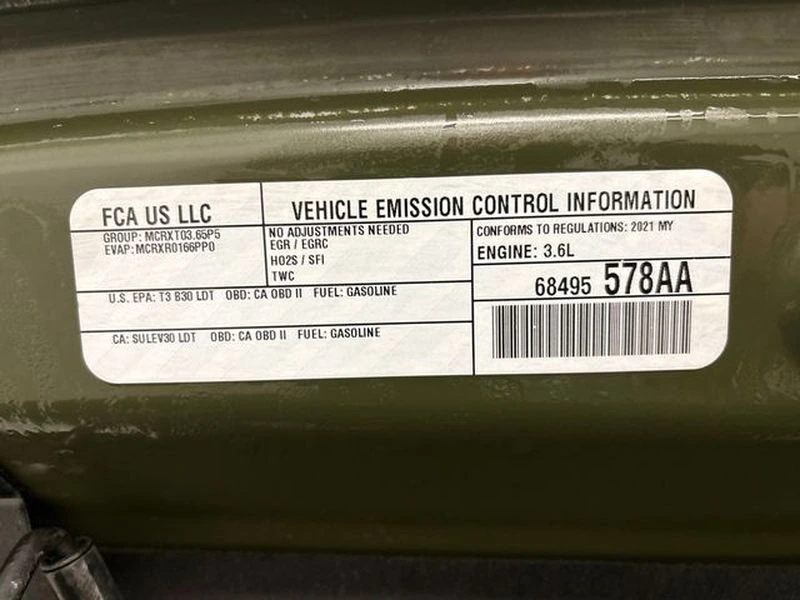 FCA US LLC
VEHICLE EMISSION CONTROL INFORMATION
GROUP: MCRXT03.65P5
EVAP: MCRXR0166PP0
NO ADJUSTMENTS NEEDED
EGR / EGRC
HO2S / SFI
TWC
CONFORMS TO REGULATIONS: 2021 MY
ENGINE: 3.6L
U.S. EPA: T3 B30 LDT OBD: CA OBD II FUEL: GASOLINE
68495 578AA
CA: SULEV30 LDT OBD: CA OBD II FUEL: GASOLINE